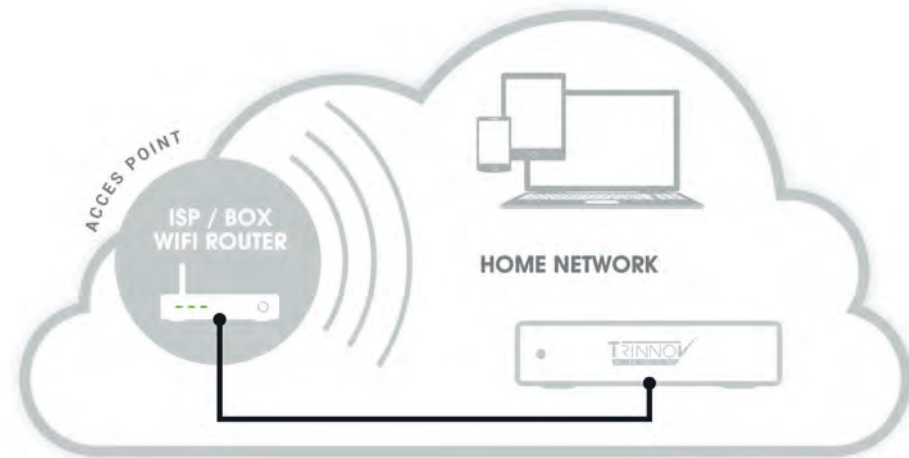 ACCES POINT
ISP / BOX
WIFI ROUTER
HOME NETWORK
TRINNOV